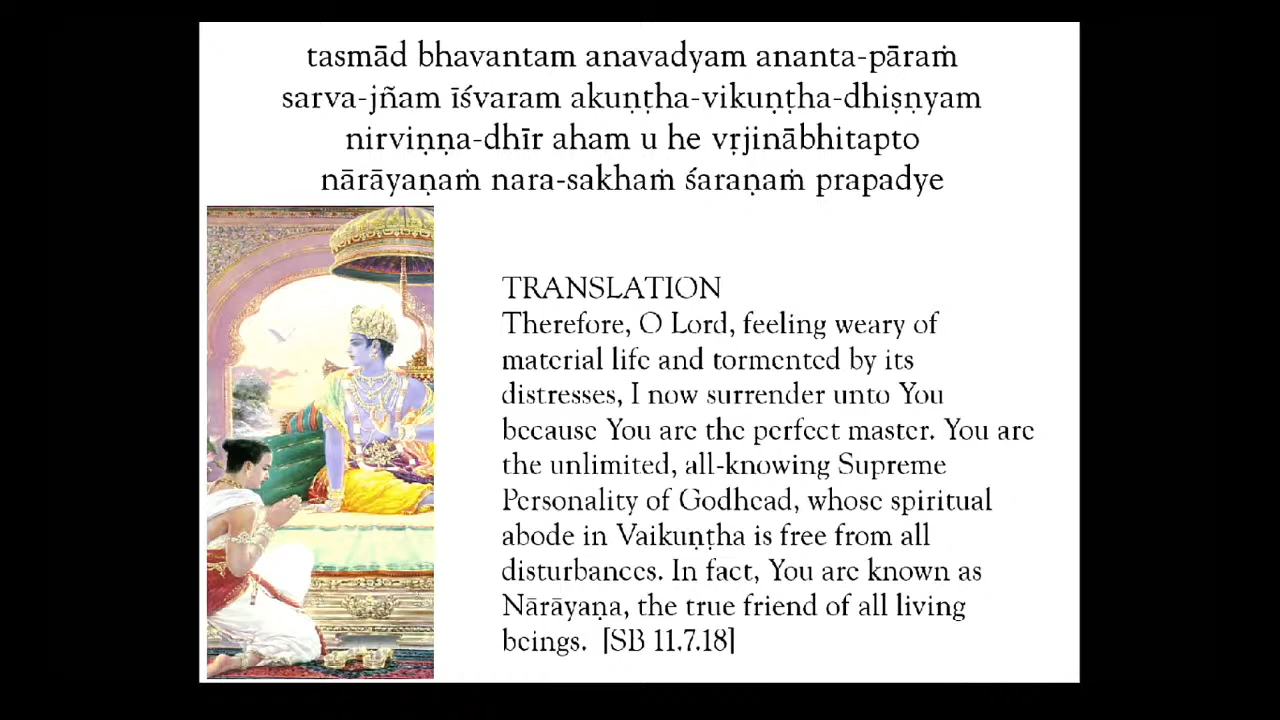 tasmād bhavantam anavadyam ananta-pāraṁ
sarva-jñam īśvaram akuṇṭha-vikuṇṭha-dhiṣṇyam
nirviṇṇa-dhīr aham u he vṛjinābhitapto
nārāyaṇaṁ nara-sakhaṁ śaraṇaṁ prapadye
TRANSLATION
Therefore, O Lord, feeling weary of
material life and tormented by its
distresses, I now surrender unto You
because You are the perfect master. You are
the unlimited, all-knowing Supreme
Personality of Godhead, whose spiritual
abode in Vaikuṇṭha is free from all
disturbances. In fact, You are known as
Nārāyaṇa, the true friend of all living
beings. [SB 11.7.18]